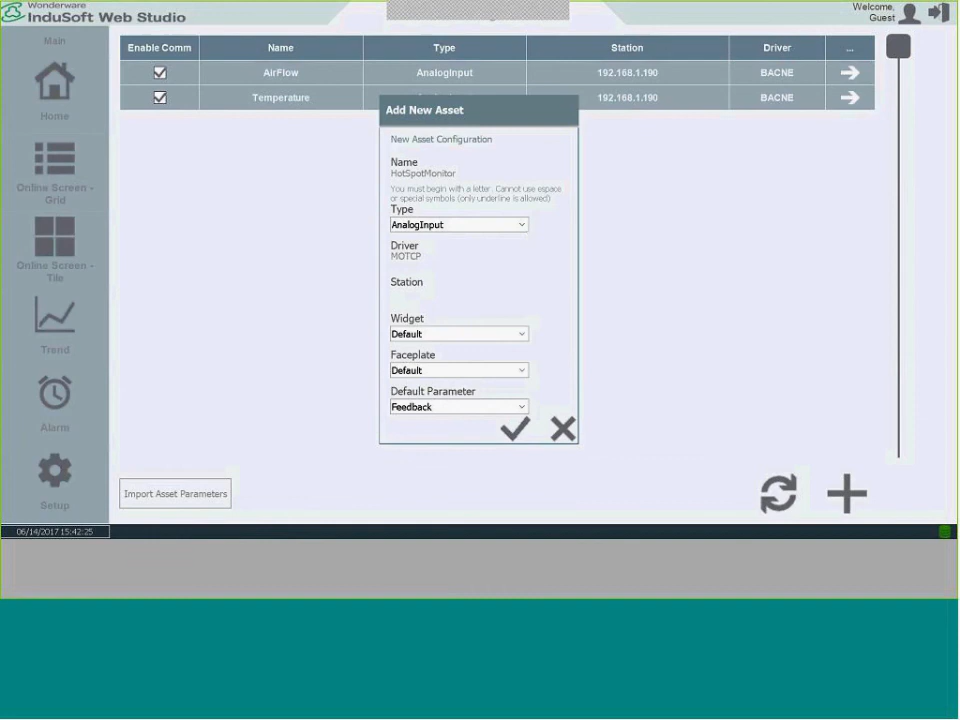 Wonderware
InduSoft Web Studio
Welcome,
Guest
Main
Home
Online Screen -
Grid
Online Screen -
Tile
Trend
Alarm
Setup
Enable Comm Name Type Station Driver ...
AirFlow AnalogInput 192.168.1.190 BACNE
Temperature 192.168.1.190 BACNE
Add New Asset
New Asset Configuration
Name
HotSpotMonitor
You must begin with a letter. Cannot use espace
or special symbols (only underline is allowed)
Type
AnalogInput
Driver
MOTCP
Station
Widget
Default
Faceplate
Default
Default Parameter
Feedback
Import Asset Parameters
06/14/2017 15:42:25